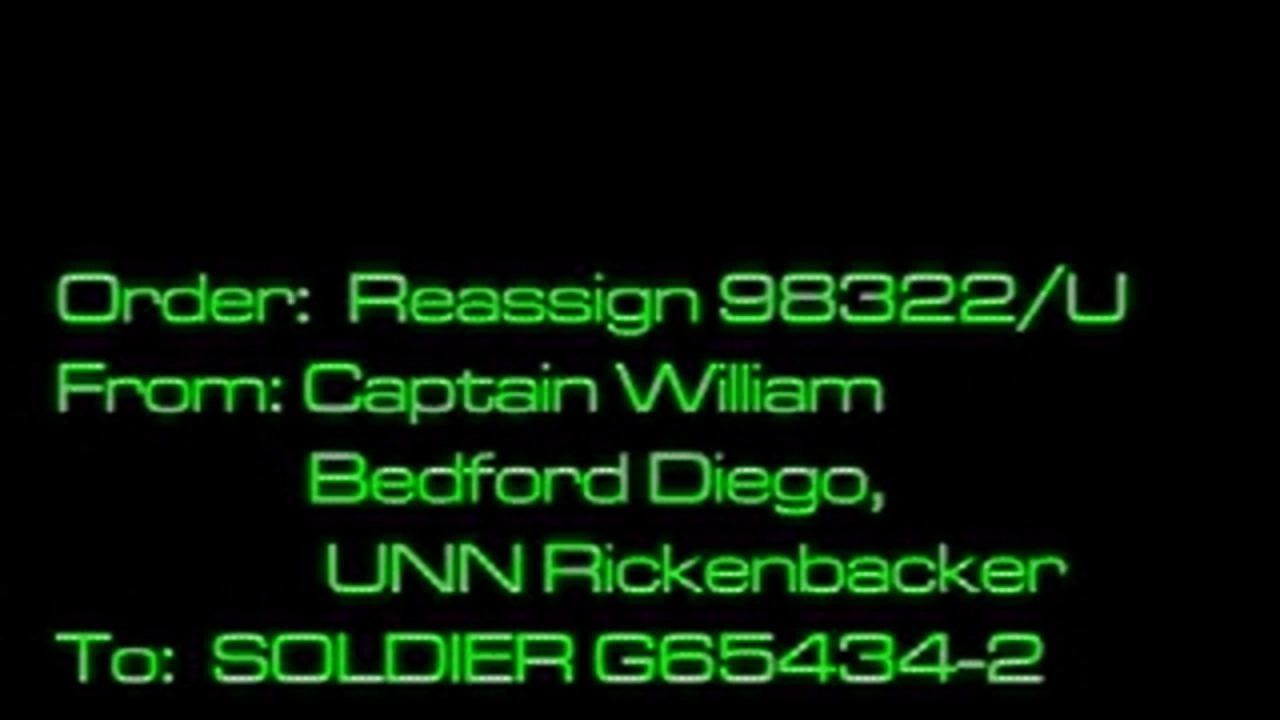 Order: Reassign 98322/U
From: Captain William
Bedford Diego,
UNN Rickenbacker
To: SOLDIER G65434-2